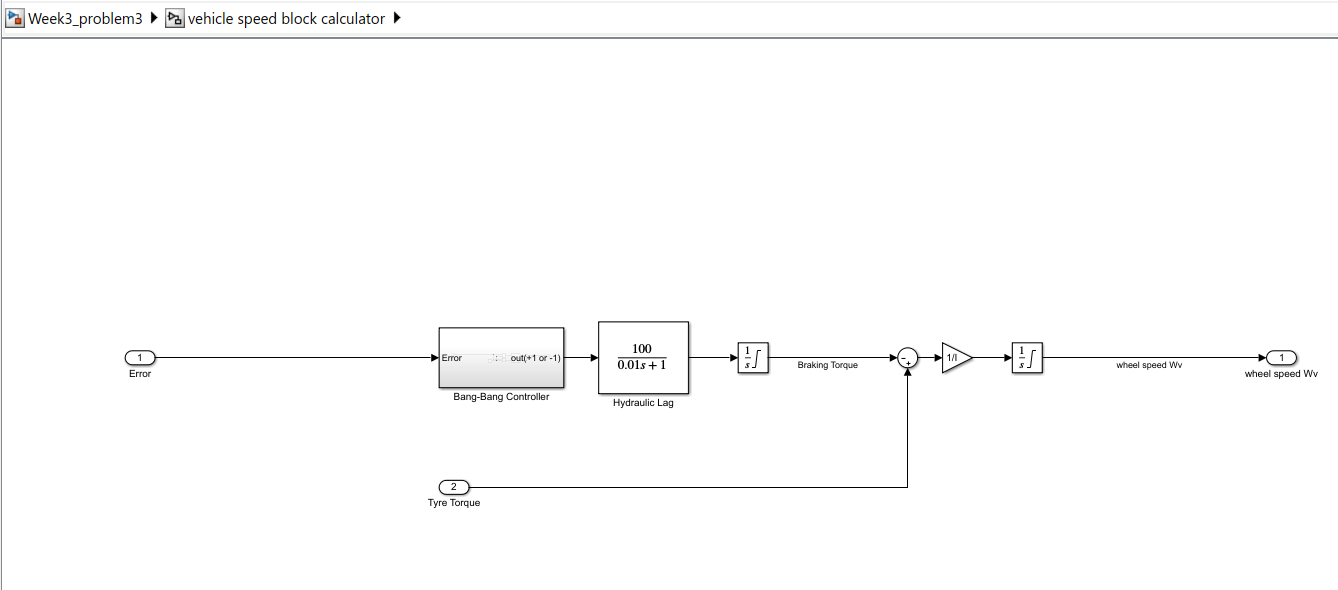 Week3_problem3 vehicle speed block calculator
100
0.01s + 1
1
s
1
s
1
Error
Error
out(+1 or -1)
Bang-Bang Controller
Hydraulic Lag
Braking Torque
-
+
1/I
wheel speed Wv
1
wheel speed Wv
2
Tyre Torque